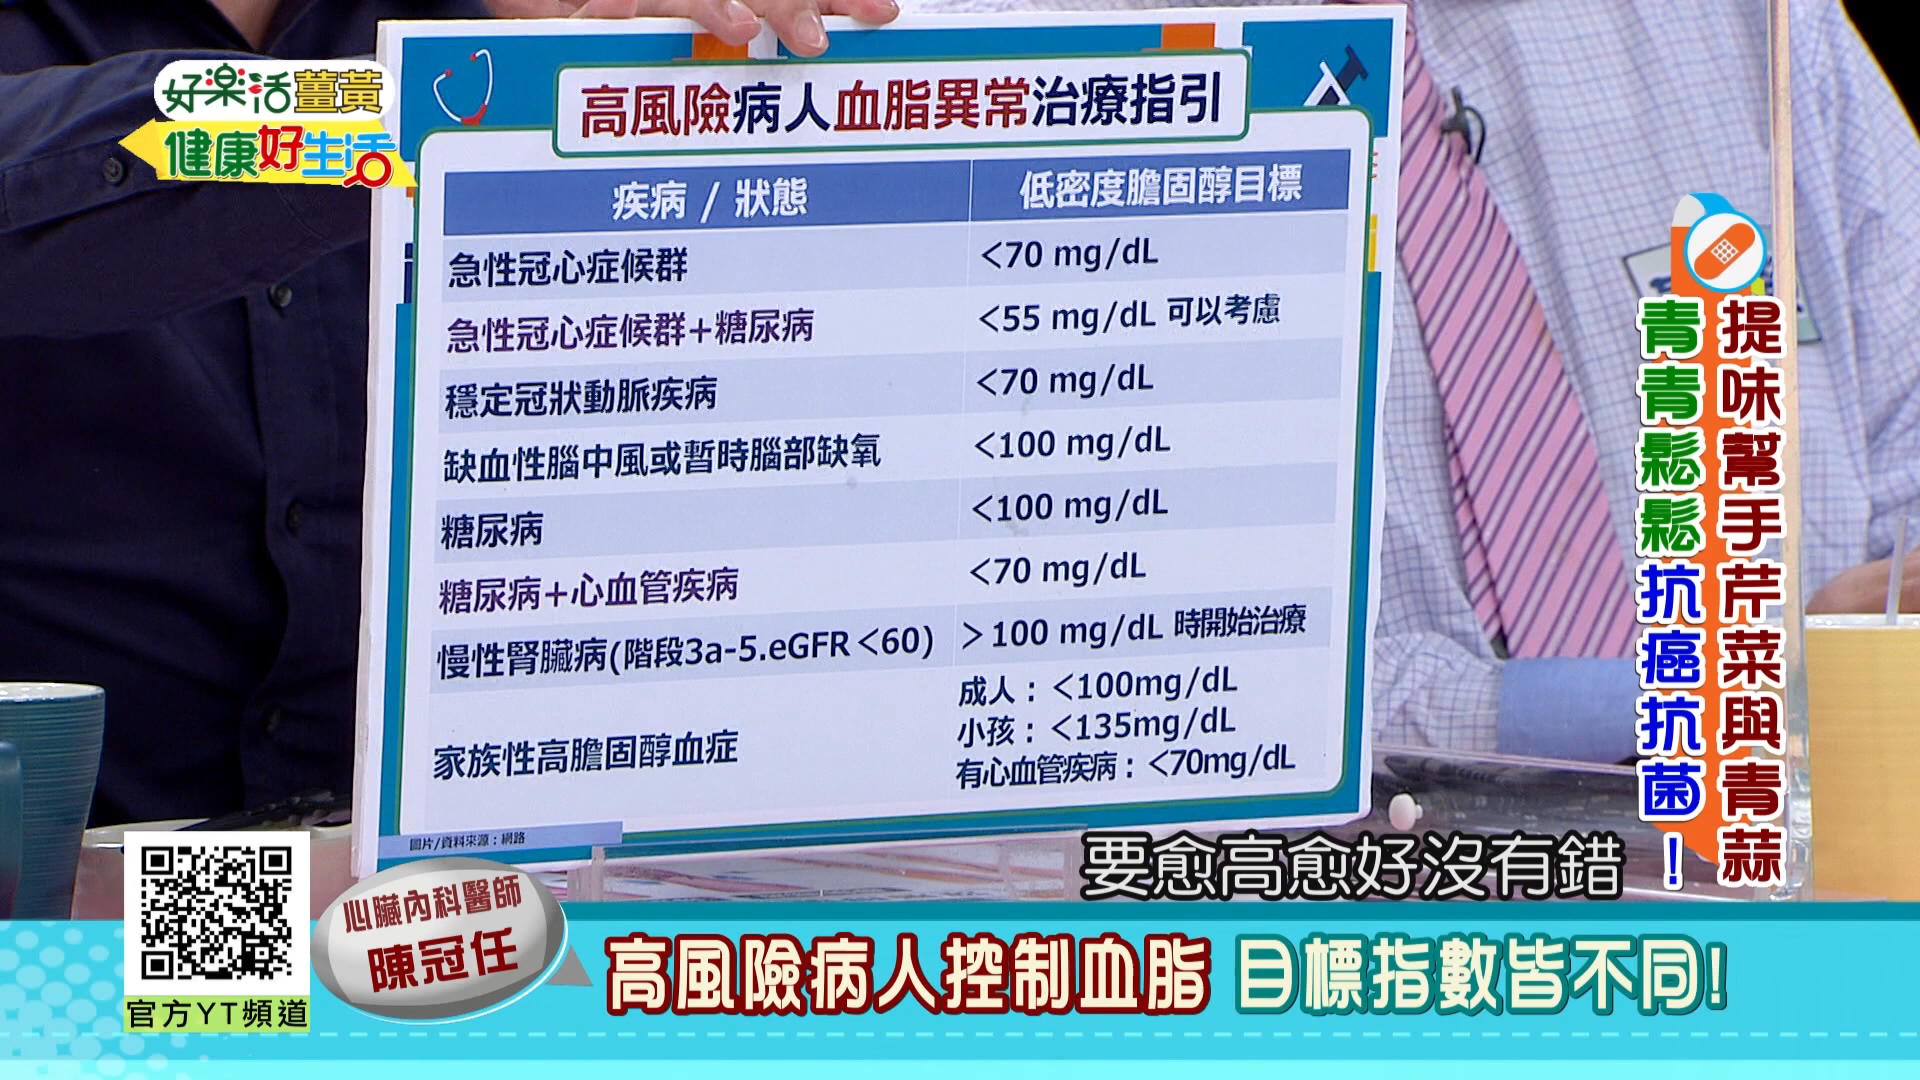 好樂活薑黃
健康好生活
高風險病人血脂異常治療指引
疾病 / 狀態
低密度膽固醇目標
急性冠心症候群
<70 mg/dL
急性冠心症候群+糖尿病
<55 mg/dL 可以考慮
穩定冠狀動脈疾病
<70 mg/dL
缺血性腦中風或暫時腦部缺氧
<100 mg/dL
糖尿病
<100 mg/dL
糖尿病+心血管疾病
<70 mg/dL
慢性腎臟病(階段3a-5.eGFR<60)
>100 mg/dL 時開始治療
家族性高膽固醇血症
成人:<100mg/dL
小孩:<135mg/dL
有心血管疾病:<70mg/dL
圖片/資料來源:網路
提味幫手芹菜與青蒜
青青鬆鬆抗癌抗菌!
要愈高愈好沒有錯
心臟內科醫師
陳冠任
高風險病人控制血脂 目標指數皆不同!
官方YT頻道